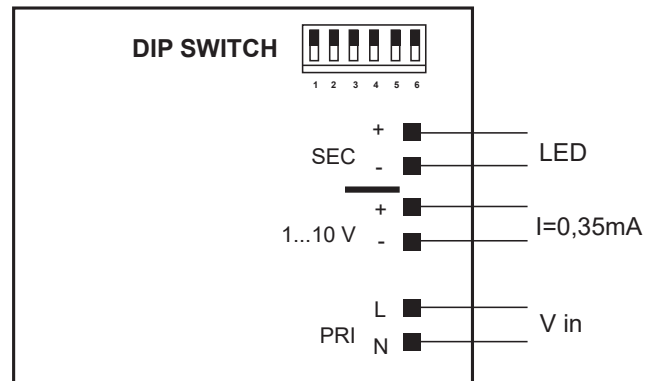 DIP SWITCH
1 2 3 4 5 6
+
SEC
-
LED
+
1...10 V
-
I=0,35mA
L
PRI
N
V in